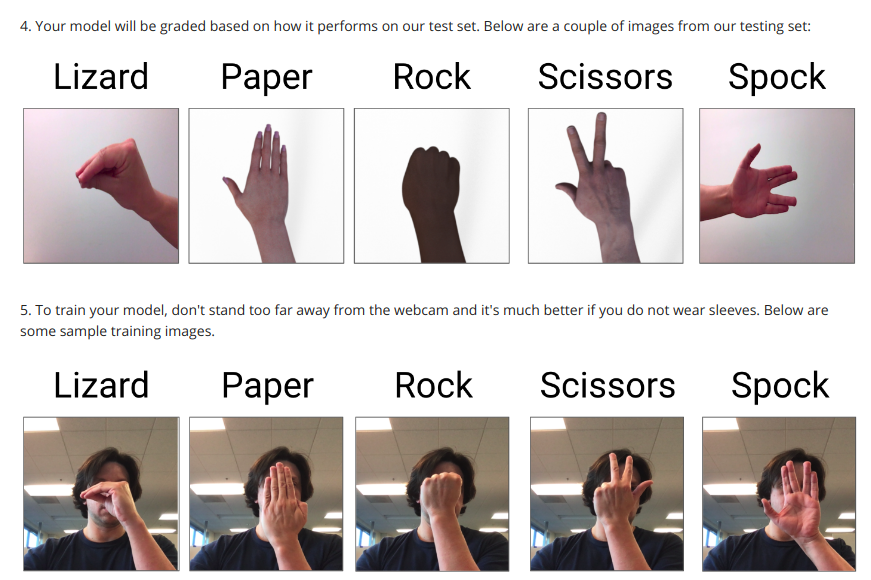 4. Your model will be graded based on how it performs on our test set. Below are a couple of images from our testing set:
Lizard Paper Rock Scissors Spock
5. To train your model, don't stand too far away from the webcam and it's much better if you do not wear sleeves. Below are
some sample training images.
Lizard Paper Rock Scissors Spock